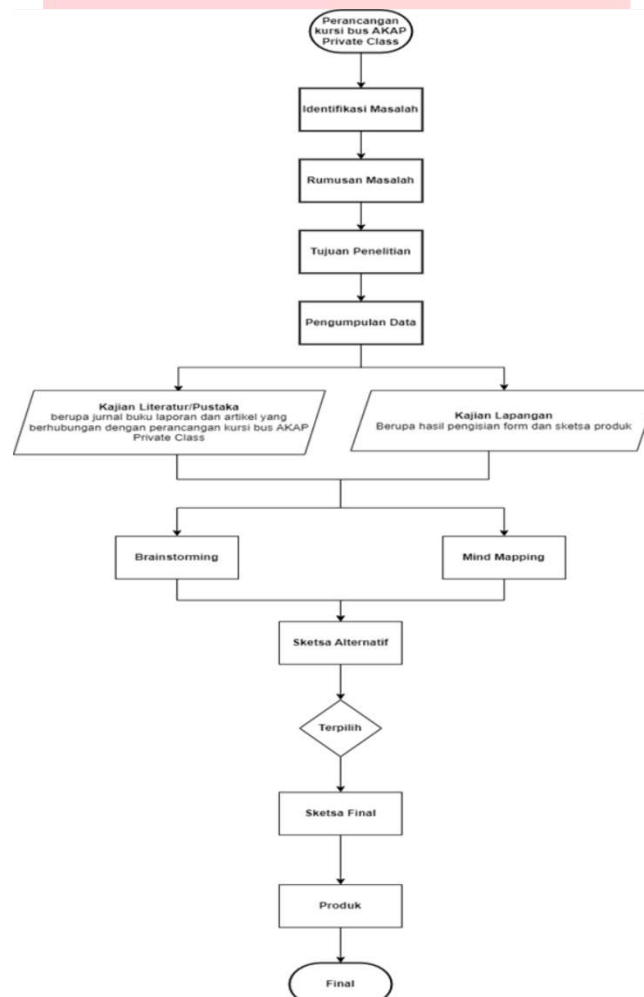 Perancangan
kursi bus AKAP
Private Class
Identifikasi Masalah
Rumusan Masalah
Tujuan Penelitian
Pengumpulan Data
Kajian Literatur/Pustaka
berupa jurnal buku laporan dan artikel yang
berhubungan dengan perancangan kursi bus AKAP
Private Class
Kajian Lapangan
Berupa hasil pengisian form dan sketsa produk
Brainstorming
Mind Mapping
Sketsa Alternatif
Terpilih
Sketsa Final
Produk
Final